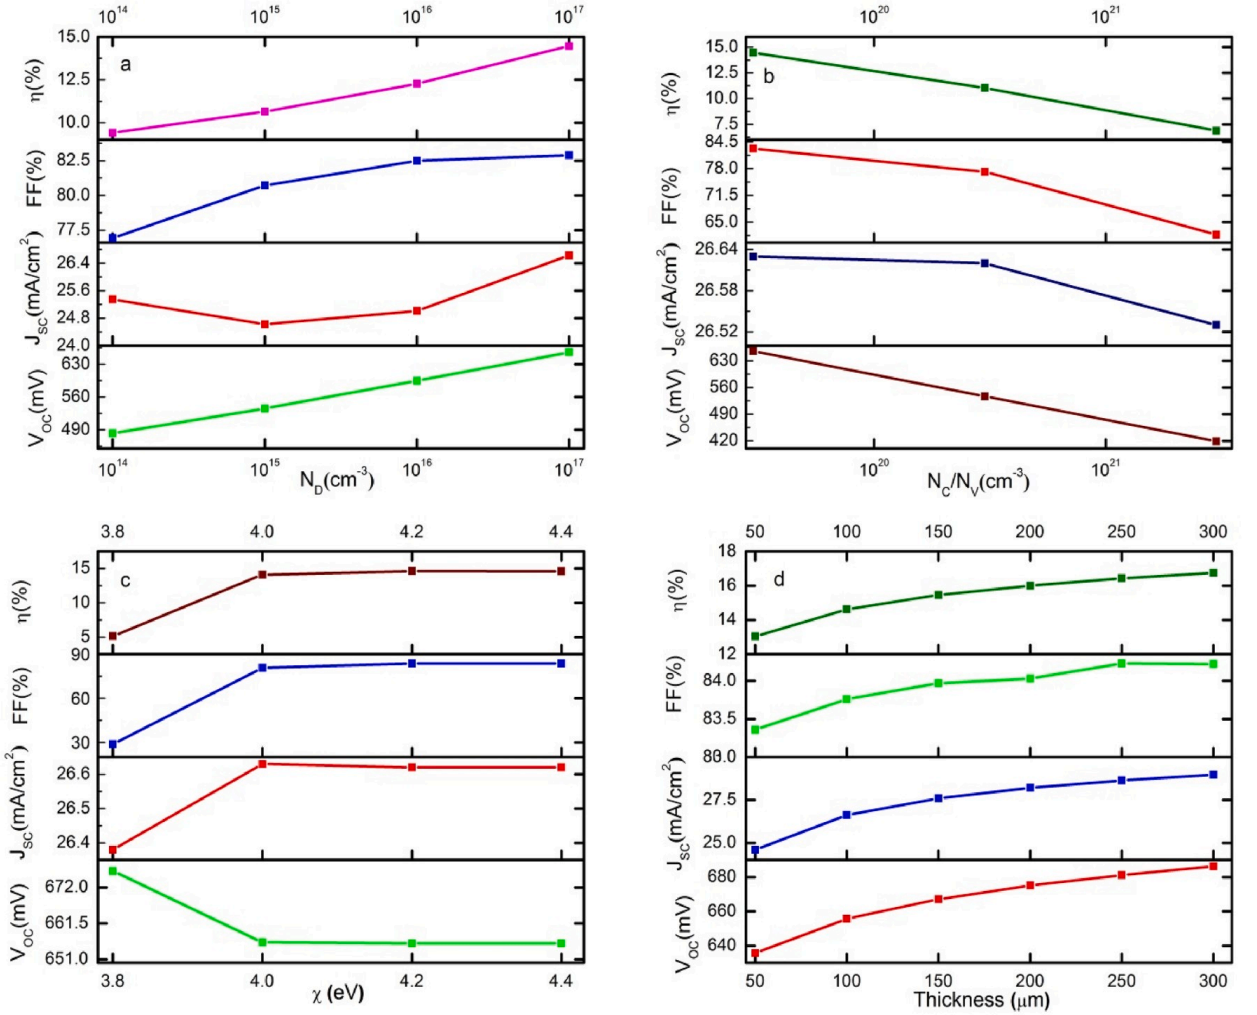 10^14 10^15 10^16 10^17
a
η(%)
15.0
12.5
10.0
FF(%)
82.5
80.0
77.5
J_SC(mA/cm^2)
26.4
25.6
24.8
24.0
V_OC(mV)
630
560
490
10^14 10^15 10^16 10^17
N_D(cm^-3)
10^20 10^21
b
η(%)
15.0
12.5
10.0
7.5
FF(%)
84.5
78.0
71.5
65.0
J_SC(mA/cm^2)
26.64
26.58
26.52
V_OC(mV)
630
560
490
420
10^20 10^21
N_C/N_V(cm^-3)
3.8 4.0 4.2 4.4
c
η(%)
15
10
5
FF(%)
90
60
30
J_SC(mA/cm^2)
26.6
26.5
26.4
V_OC(mV)
672.0
661.5
651.0
3.8 4.0 4.2 4.4
χ (eV)
50 100 150 200 250 300
d
η(%)
18
16
14
12
FF(%)
84.0
83.5
J_SC(mA/cm^2)
27.5
25.0
V_OC(mV)
680
660
640
50 100 150 200 250 300
Thickness (μm)